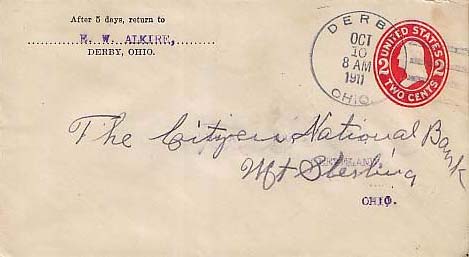 After 5 days, return to
E. W. ALKIRE,
DERBY, OHIO.
DERBY
OCT
10
8 AM
1911
OHIO
UNITED STATES
2 2
TWO CENTS
The Citizens National Bank
Mt Sterling
OHIO.